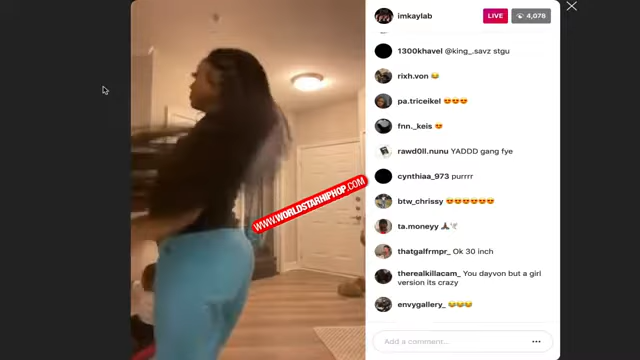 imkaylab
LIVE
4,078
1300khavel @king_.savz stgu
rixh.von 😂
pa.triceikel 😍😍😍
fnn._keis 😍
rawd0ll.nunu YADDD gang fye
cynthiaa_973 purrrr
WWW.WORLDSTARHIPHOP.COM
btw_chrissy 😍😍😍😍😍😍
ta.moneyy
thatgalfrmpr_ Ok 30 inch
therealkillacam_ You dayvon but a girl
version its crazy
envygallery_ 😂😂😂
Add a comment...